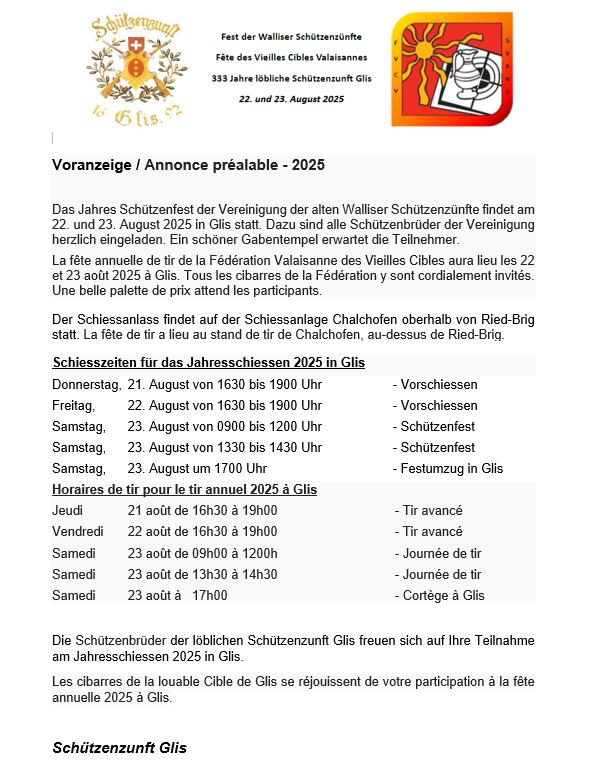 Schützenzunft
16 Glis. 92
Fest der Walliser Schützenzünfte
Fête des Vieilles Cibles Valaisannes
333 Jahre löbliche Schützenzunft Glis
22. und 23. August 2025
FVCV
SVAWS
Voranzeige / Annonce préalable - 2025
Das Jahres Schützenfest der Vereinigung der alten Walliser Schützenzünfte findet am
22. und 23. August 2025 in Glis statt. Dazu sind alle Schützenbrüder der Vereinigung
herzlich eingeladen. Ein schöner Gabentempel erwartet die Teilnehmer.
La fête annuelle de tir de la Fédération Valaisanne des Vieilles Cibles aura lieu les 22
et 23 août 2025 à Glis. Tous les cibarres de la Fédération y sont cordialement invités.
Une belle palette de prix attend les participants.
Der Schiessanlass findet auf der Schiessanlage Chalchofen oberhalb von Ried-Brig
statt. La fête de tir a lieu au stand de tir de Chalchofen, au-dessus de Ried-Brig.
Schiesszeiten für das Jahresschiessen 2025 in Glis
Donnerstag, 21. August von 1630 bis 1900 Uhr - Vorschiessen
Freitag, 22. August von 1630 bis 1900 Uhr - Vorschiessen
Samstag, 23. August von 0900 bis 1200 Uhr - Schützenfest
Samstag, 23. August von 1330 bis 1430 Uhr - Schützenfest
Samstag, 23. August um 1700 Uhr - Festumzug in Glis
Horaires de tir pour le tir annuel 2025 à Glis
Jeudi 21 août de 16h30 à 19h00 - Tir avancé
Vendredi 22 août de 16h30 à 19h00 - Tir avancé
Samedi 23 août de 09h00 à 1200h - Journée de tir
Samedi 23 août de 13h30 à 14h30 - Journée de tir
Samedi 23 août à 17h00 - Cortège à Glis
Die Schützenbrüder der löblichen Schützenzunft Glis freuen sich auf Ihre Teilnahme
am Jahresschiessen 2025 in Glis.
Les cibarres de la louable Cible de Glis se réjouissent de votre participation à la fête
annuelle 2025 à Glis.
Schützenzunft Glis